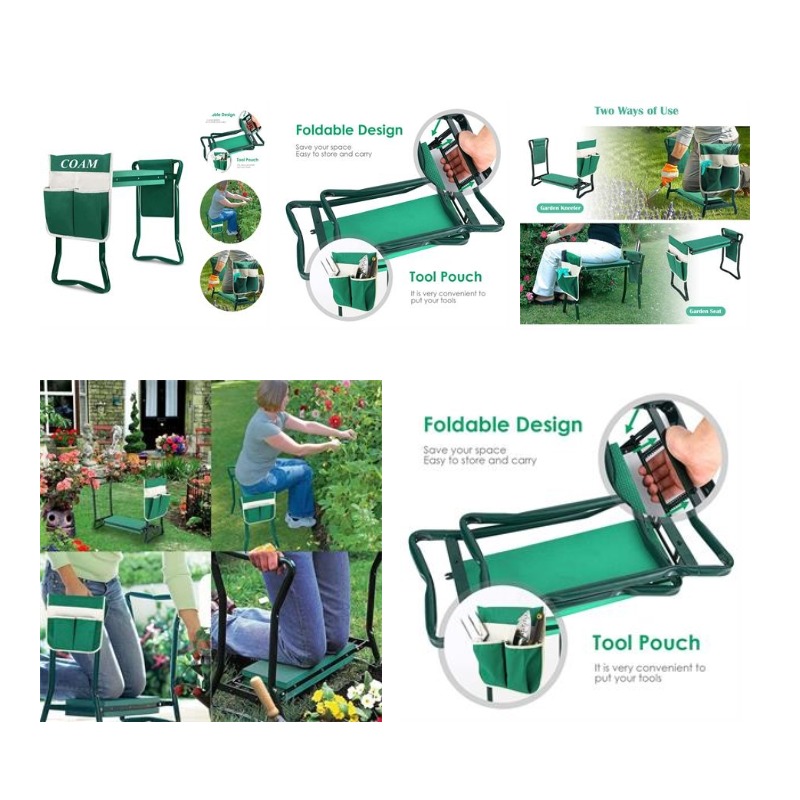 Two Ways of Use
COAM
ble Design
Tool Pouch
Foldable Design
Save your space
Easy to store and carry
Tool Pouch
It is very convenient to
put your tools
Garden Kneeler
Garden Seat
Foldable Design
Save your space
Easy to store and carry
Tool Pouch
It is very convenient to
put your tools